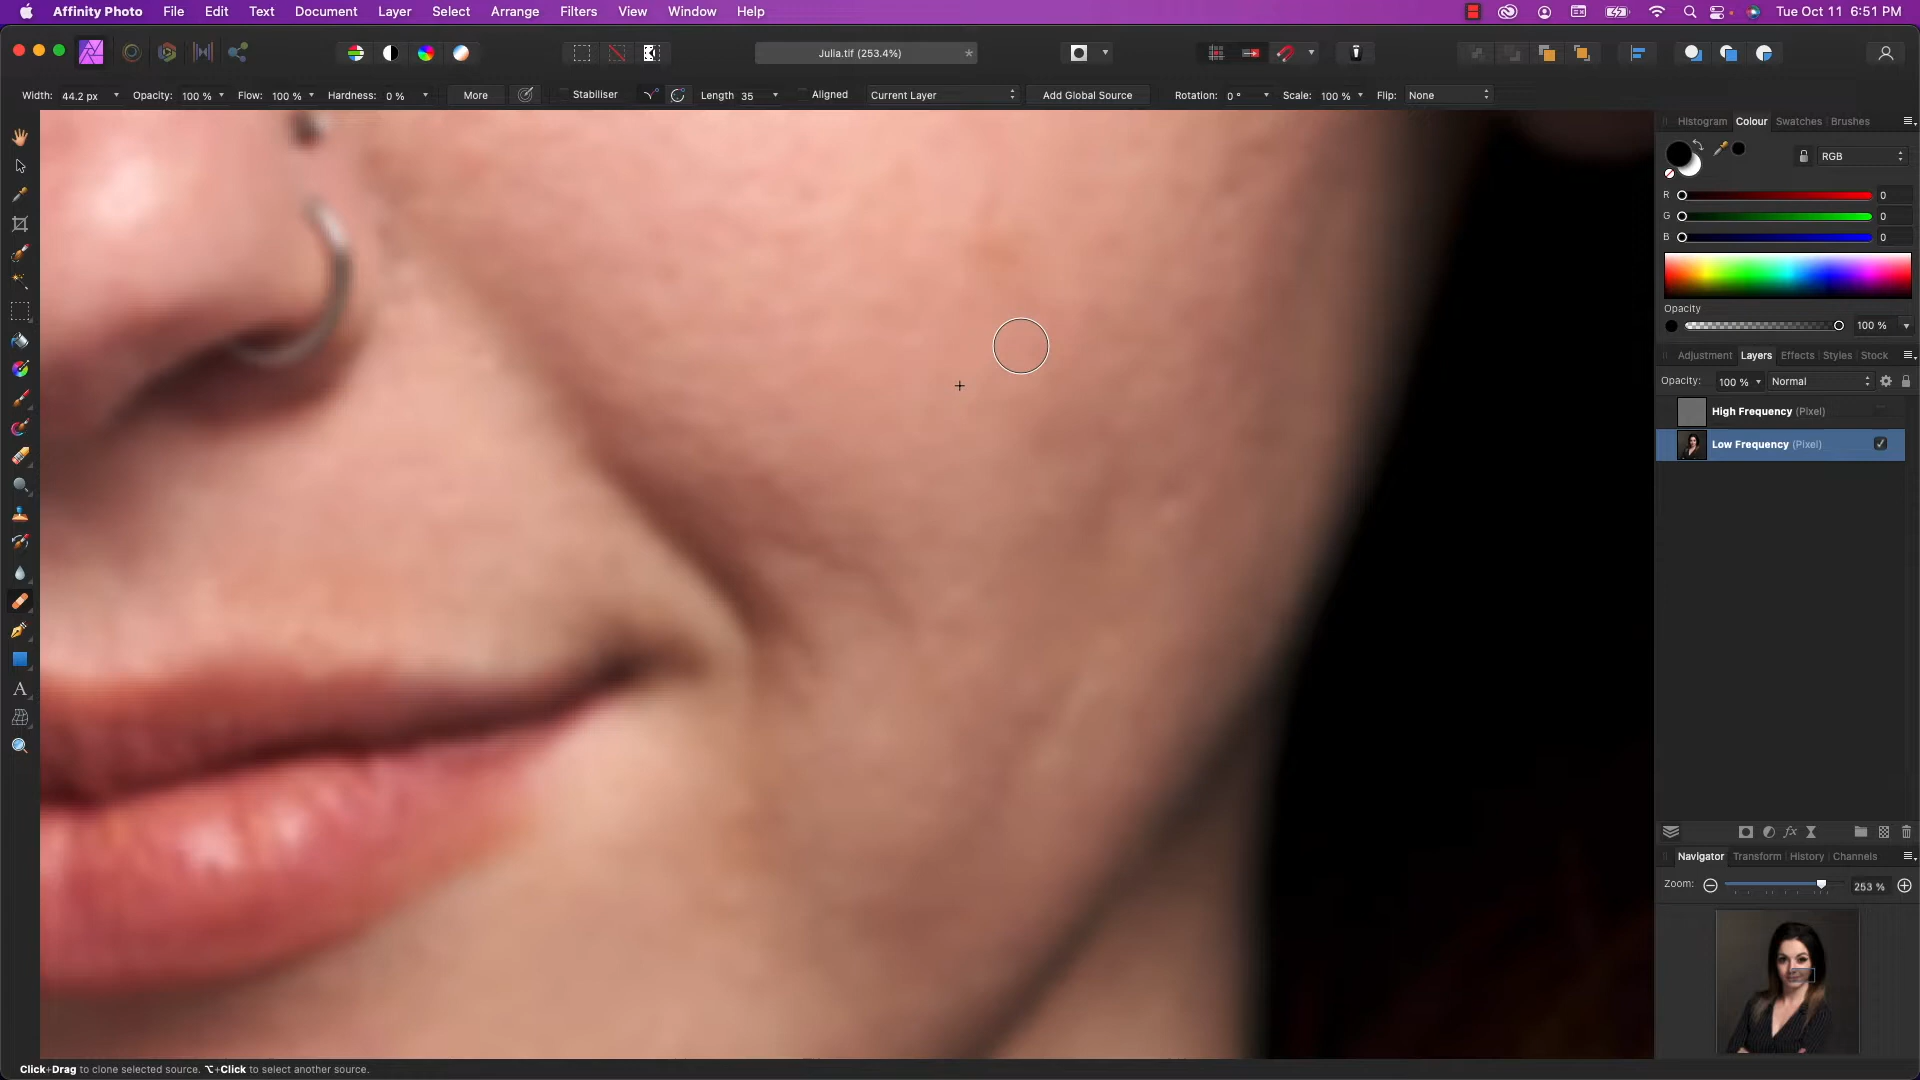 Affinity Photo File Edit Text Document Layer Select Arrange Filters View Window Help Tue Oct 11 6:51 PM
Julia.tif (253.4%) *
Width: 44.2 px Opacity: 100 % Flow: 100 % Hardness: 0 % More Stabiliser Length 35 Aligned Current Layer Add Global Source Rotation: 0 ° Scale: 100 % Flip: None
Histogram Colour Swatches Brushes
RGB
R 0
G 0
B 0
Opacity
100 %
Adjustment Layers Effects Styles Stock
Opacity: 100 % Normal
High Frequency (Pixel)
Low Frequency (Pixel)
fx
A
Navigator Transform History Channels
Zoom: 253 %
Click+Drag to clone selected source. ⌥+Click to select another source.